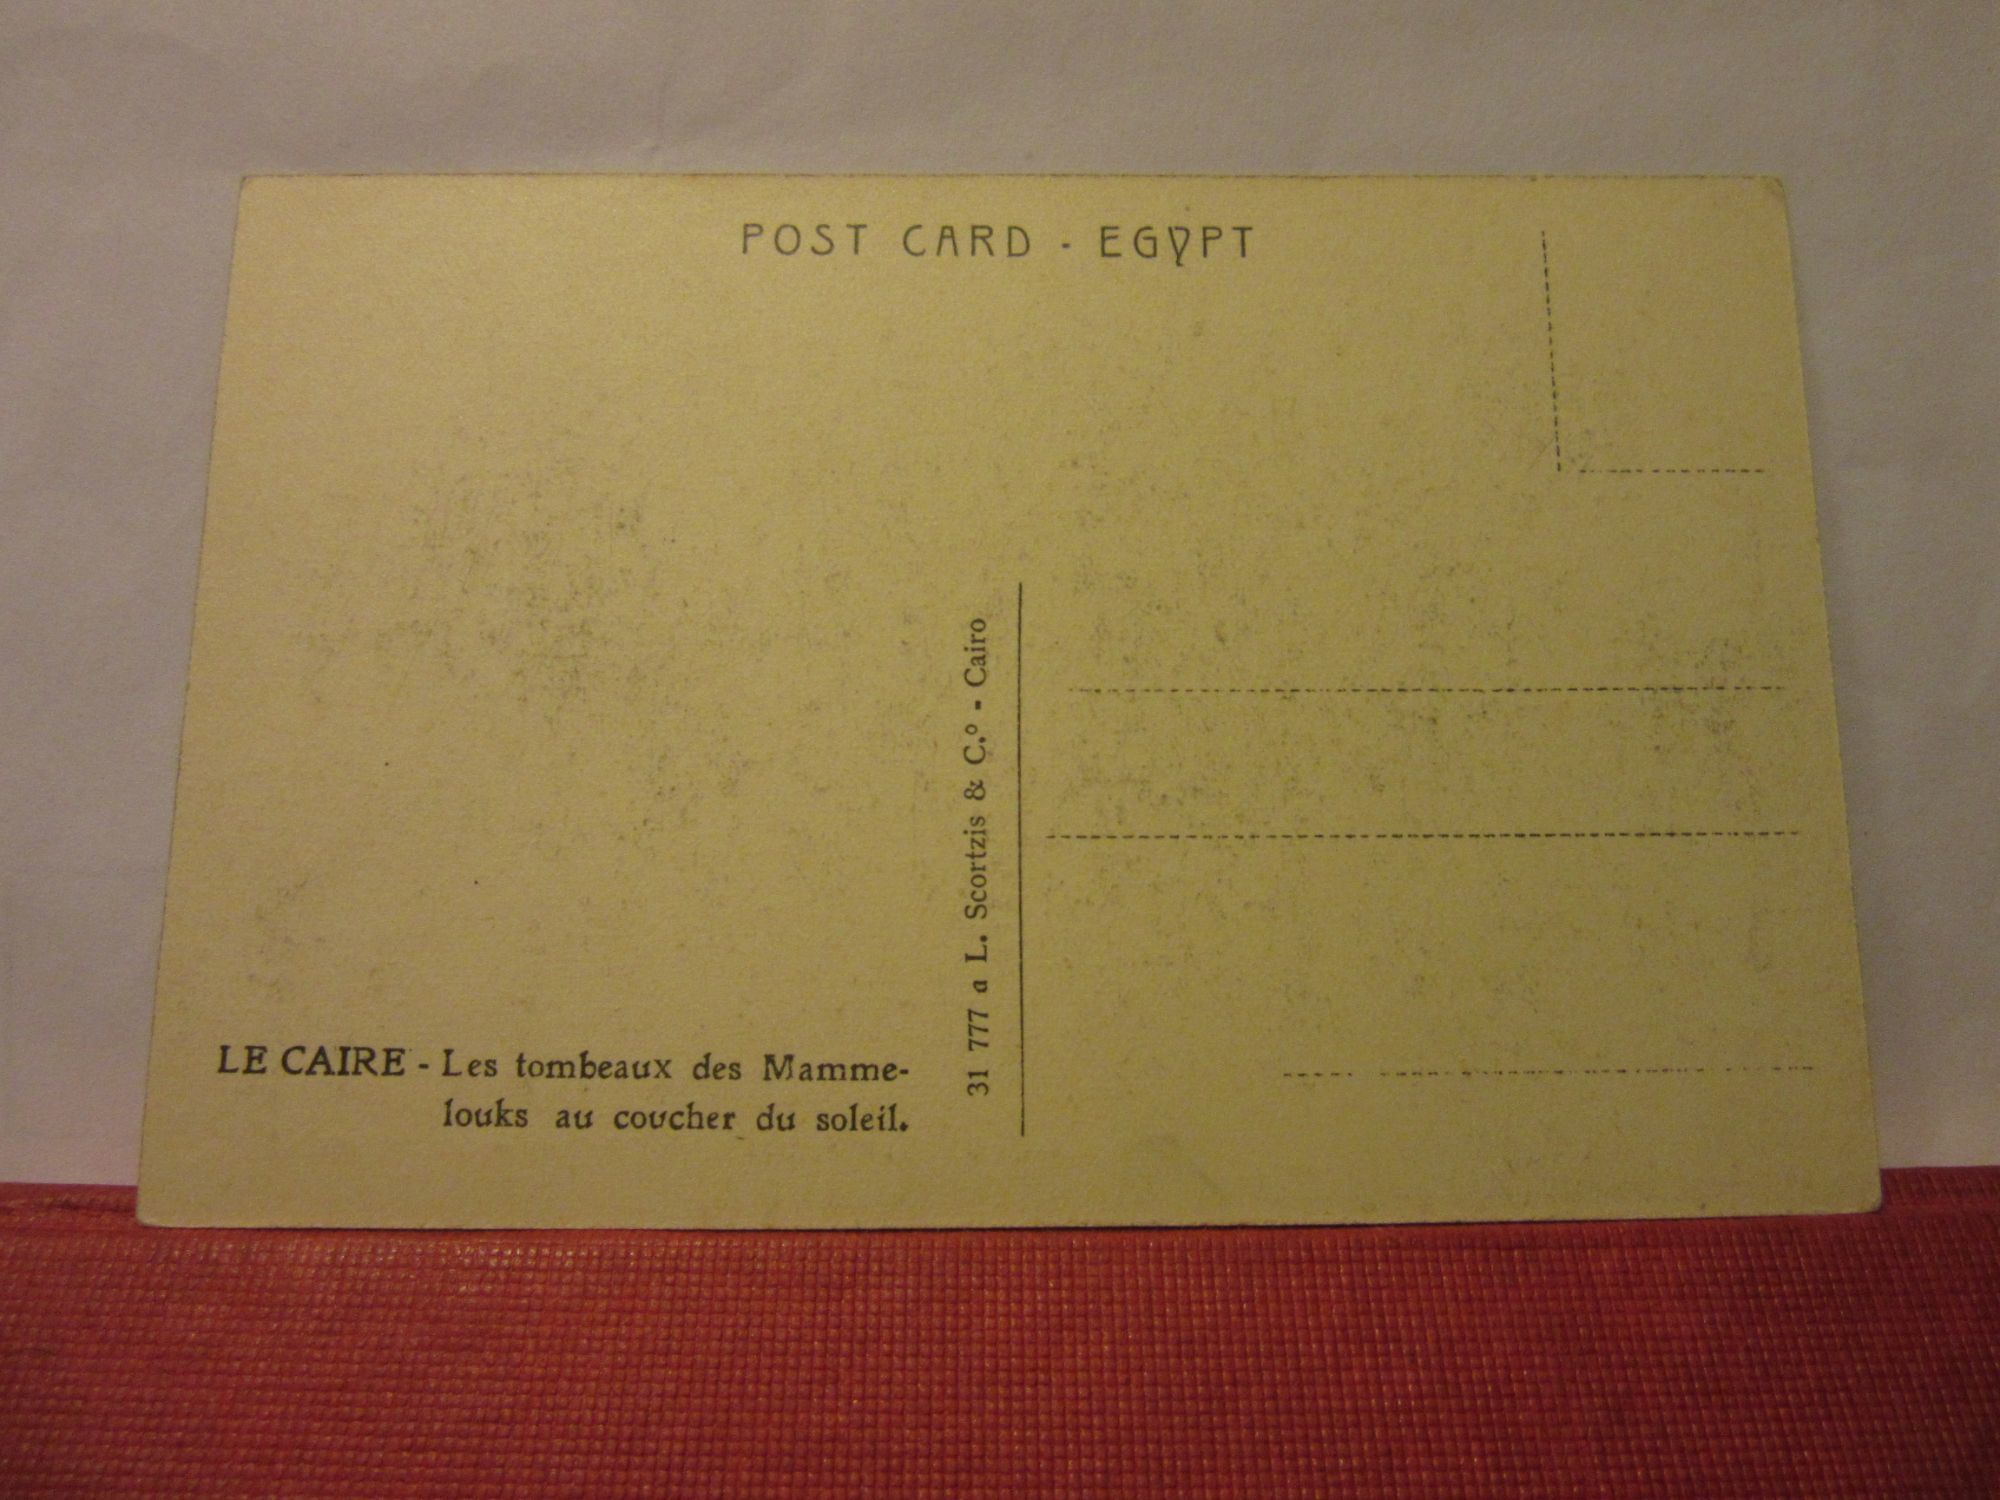 POST CARD - EGYPT
31 777 a L. Scortzis & C.º - Cairo
LE CAIRE - Les tombeaux des Mamme-
louks au coucher du soleil.